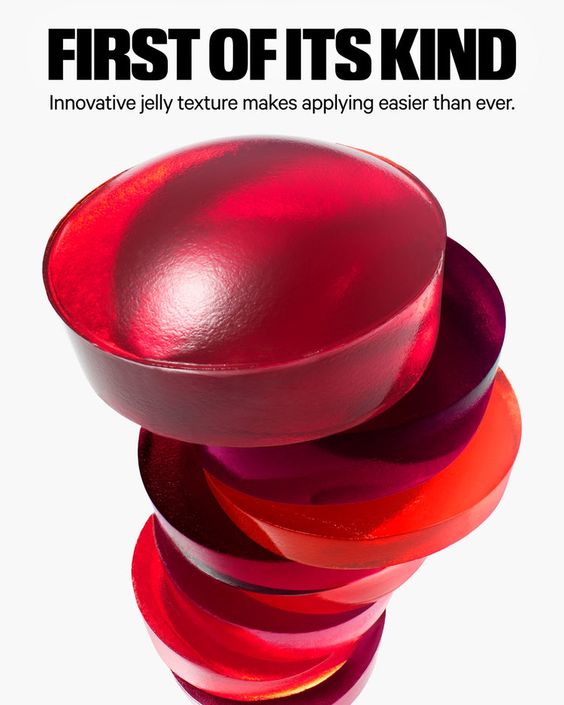 FIRST OF ITS KIND
Innovative jelly texture makes applying easier than ever.